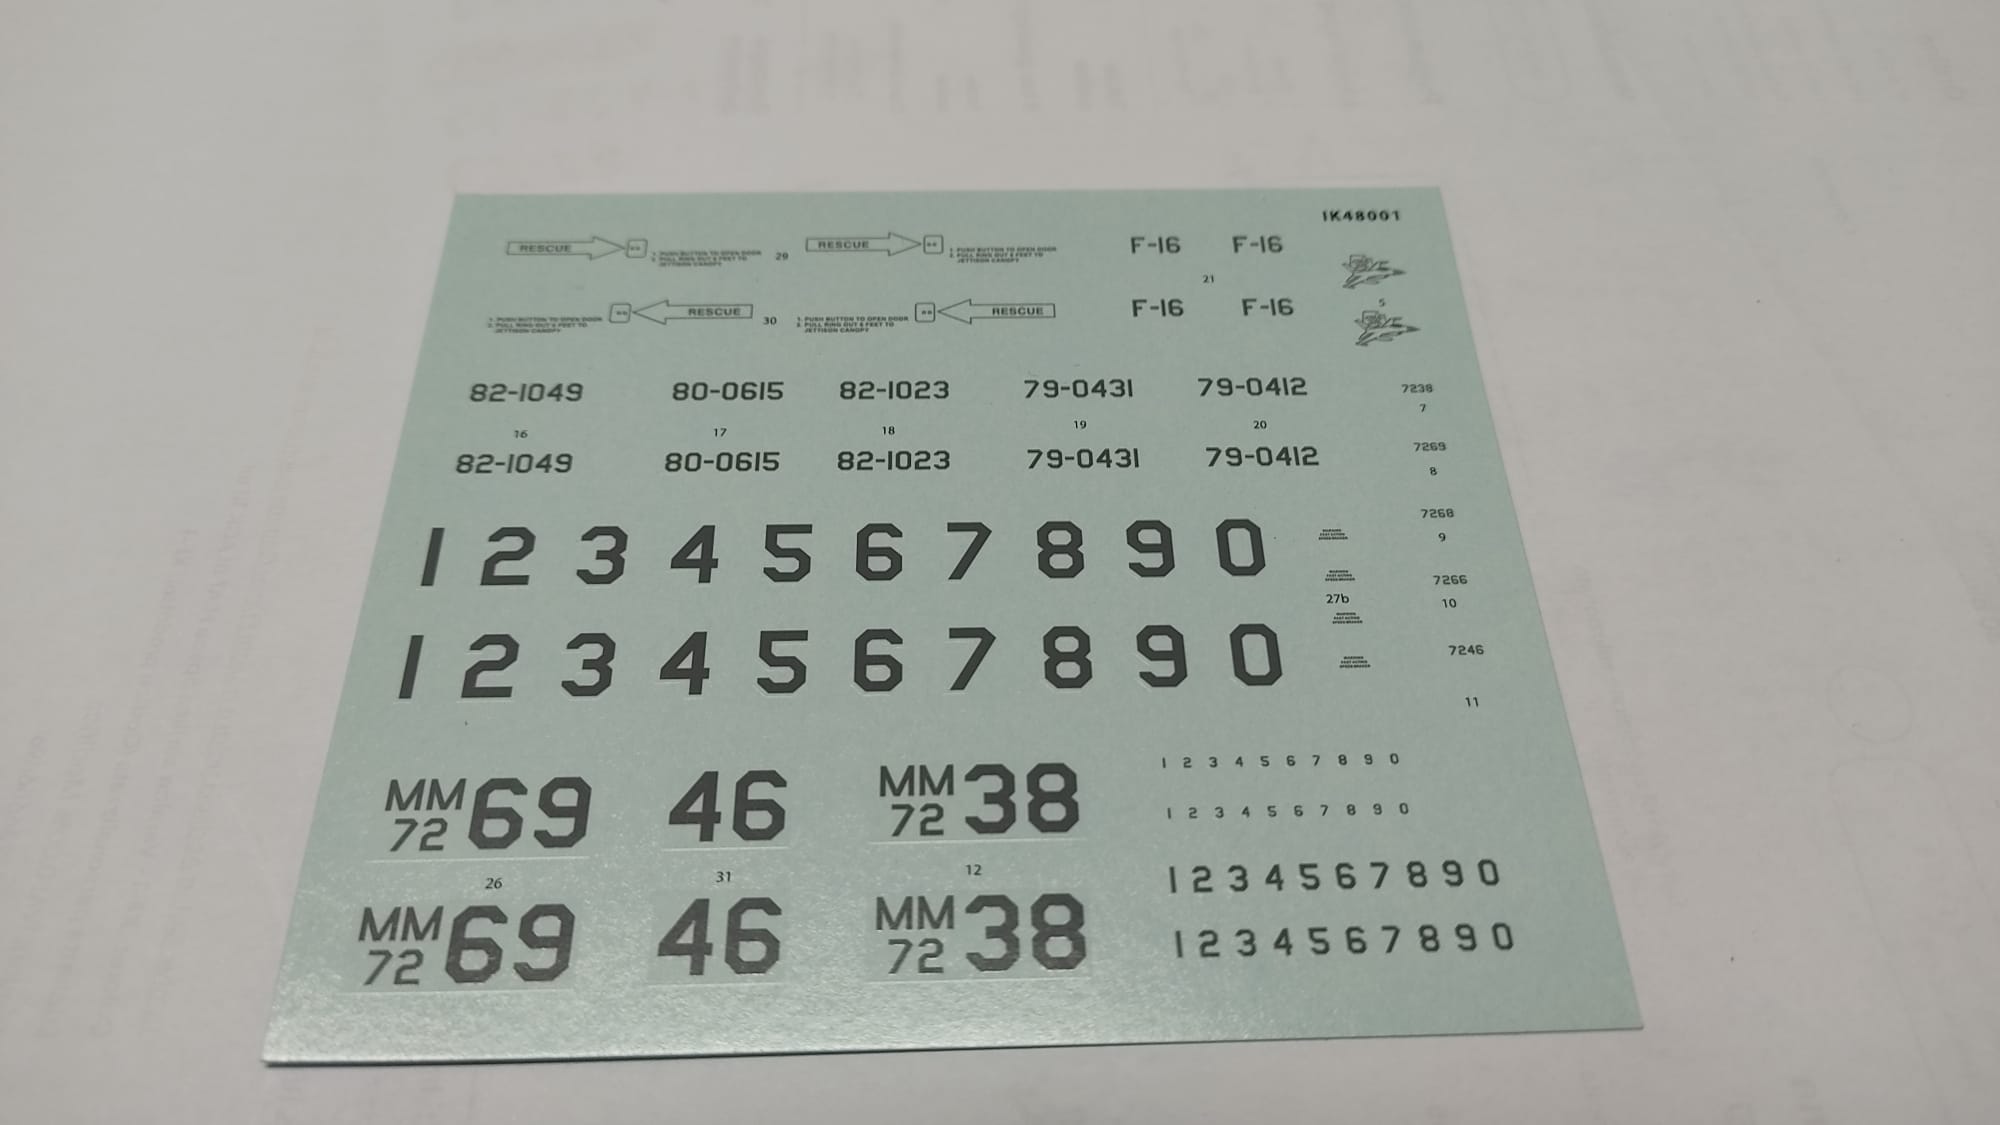 IK48001
RESCUE 1. PUSH BUTTON TO OPEN DOOR 29 RESCUE 1. PUSH BUTTON TO OPEN DOOR F-16 F-16
2. PULL RING OUT 6 FEET TO 2. PULL RING OUT 6 FEET TO
JETTISON CANOPY JETTISON CANOPY
21
5
1. PUSH BUTTON TO OPEN DOOR RESCUE 30 1. PUSH BUTTON TO OPEN DOOR RESCUE F-16 F-16
2. PULL RING OUT 6 FEET TO 2. PULL RING OUT 6 FEET TO
JETTISON CANOPY JETTISON CANOPY
82-1049 80-0615 82-1023 79-0431 79-0412 7238
7
16 17 18 19 20
82-1049 80-0615 82-1023 79-0431 79-0412 7269
8
7268
1 2 3 4 5 6 7 8 9 0 9
7266
27b 10
1 2 3 4 5 6 7 8 9 0 7246
11
1 2 3 4 5 6 7 8 9 0
MM 72 69 46 MM 72 38 1 2 3 4 5 6 7 8 9 0
26 31 12 1 2 3 4 5 6 7 8 9 0
MM 72 69 46 MM 72 38 1 2 3 4 5 6 7 8 9 0